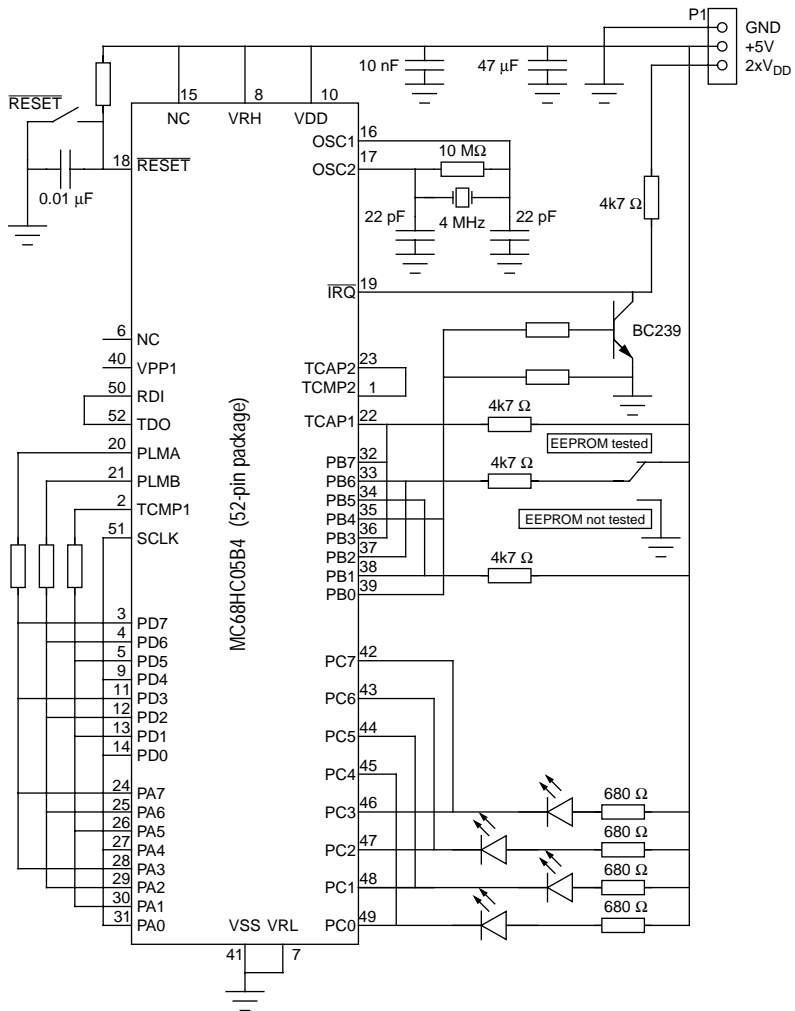 P1
GND
+5V
2xVDD
10 nF
47 µF
15
8
10
NC
VRH
VDD
RESET
18
RESET
0.01 µF
OSC1
16
OSC2
17
10 MΩ
22 pF
4 MHz
22 pF
4k7 Ω
IRQ
19
BC239
6
NC
40
VPP1
50
RDI
52
TDO
20
PLMA
21
PLMB
2
TCMP1
51
SCLK
MC68HC05B4 (52-pin package)
TCAP2
23
TCMP2
1
TCAP1
22
4k7 Ω
EEPROM tested
PB7
32
PB6
33
4k7 Ω
PB5
34
PB4
35
EEPROM not tested
PB3
36
PB2
37
PB1
38
4k7 Ω
PB0
39
3
PD7
4
PD6
5
PD5
9
PD4
11
PD3
12
PD2
13
PD1
14
PD0
24
PA7
25
PA6
26
PA5
27
PA4
28
PA3
29
PA2
30
PA1
31
PA0
PC7
42
PC6
43
PC5
44
PC4
45
PC3
46
680 Ω
PC2
47
680 Ω
PC1
48
680 Ω
PC0
49
680 Ω
VSS
VRL
41
7